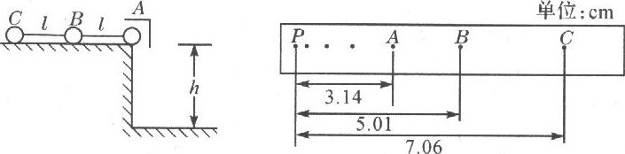 C l B l A
h
单位:cm
P A B C
3.14
5.01
7.06